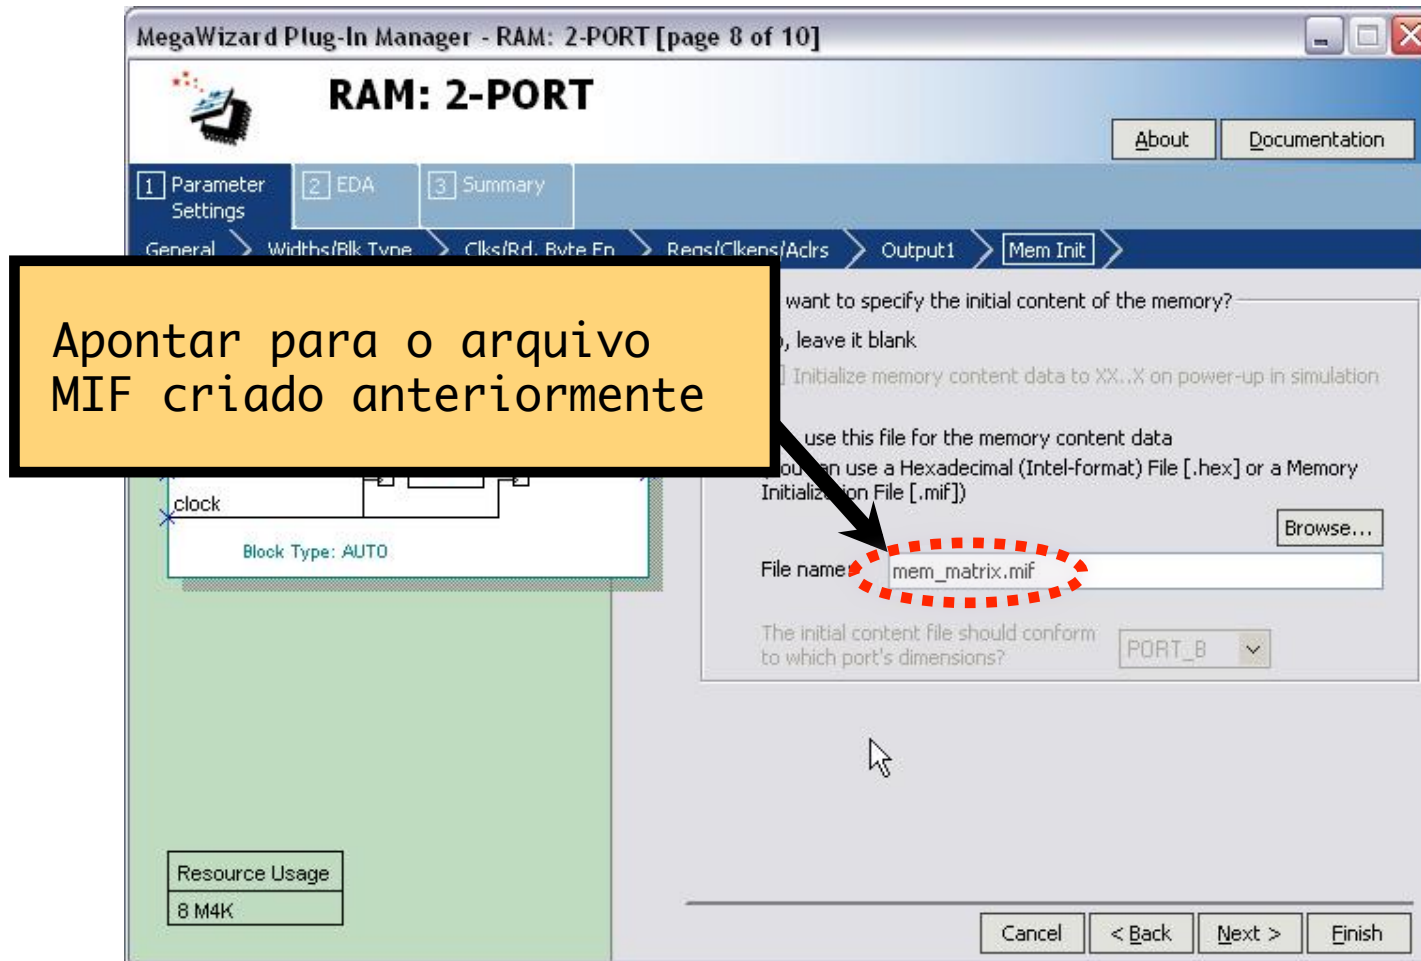 MegaWizard Plug-In Manager - RAM: 2-PORT [page 8 of 10]
RAM: 2-PORT
About
Documentation
1 Parameter Settings
2 EDA
3 Summary
General
Widths/Blk Type
Clks/Rd, Byte En
Regs/Clkens/Aclrs
Output1
Mem Init
Apontar para o arquivo
MIF criado anteriormente
want to specify the initial content of the memory?
, leave it blank
Initialize memory content data to XX..X on power-up in simulation
use this file for the memory content data
can use a Hexadecimal (Intel-format) File [.hex] or a Memory
Initialization File [.mif])
Browse...
File name:
mem_matrix.mif
The initial content file should conform
to which port's dimensions?
PORT_B
clock
Block Type: AUTO
Resource Usage
8 M4K
Cancel
< Back
Next >
Finish